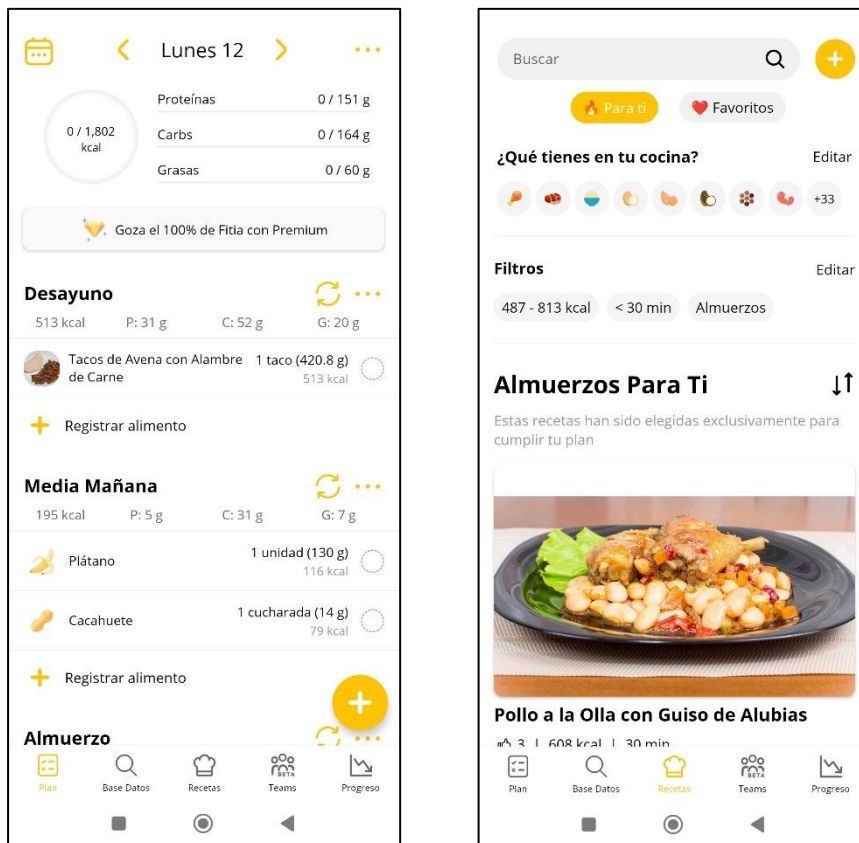 Lunes 12
0 / 1,802
kcal
Proteínas 0 / 151 g
Carbs 0 / 164 g
Grasas 0 / 60 g
Goza el 100% de Fitia con Premium
Desayuno
513 kcal P: 31 g C: 52 g G: 20 g
Tacos de Avena con Alambre 1 taco (420.8 g)
de Carne 513 kcal
Registrar alimento
Media Mañana
195 kcal P: 5 g C: 31 g G: 7 g
Plátano 1 unidad (130 g)
116 kcal
Cacahuete 1 cucharada (14 g)
79 kcal
Registrar alimento
Almuerzo
Plan Base Datos Recetas Teams Progreso
BETA
Buscar
Para ti Favoritos
¿Qué tienes en tu cocina? Editar
+33
Filtros Editar
487 - 813 kcal < 30 min Almuerzos
Almuerzos Para Ti
Estas recetas han sido elegidas exclusivamente para
cumplir tu plan
Pollo a la Olla con Guiso de Alubias
3 | 608 kcal | 30 min
Plan Base Datos Recetas Teams Progreso
BETA